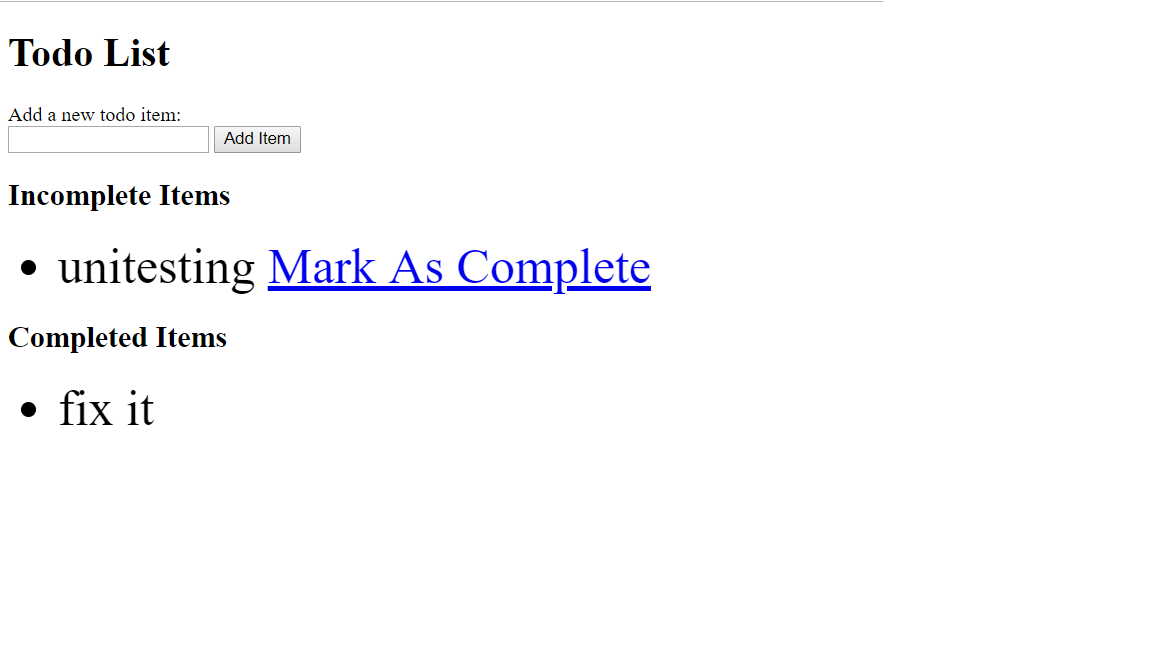 Todo List
Add a new todo item:
Add Item
Incomplete Items
unitesting Mark As Complete
Completed Items
fix it